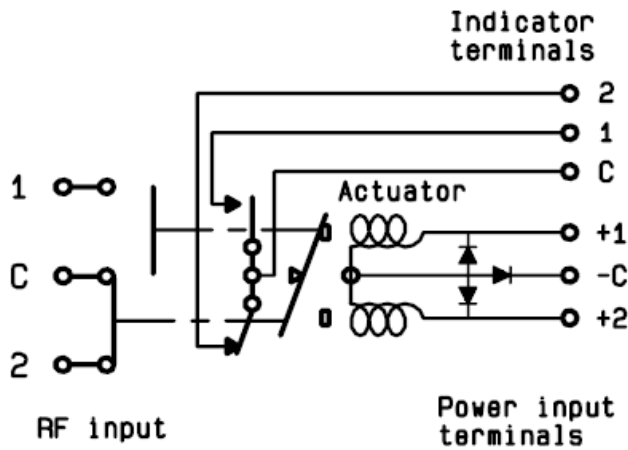 Indicator
terminals
2
1
C
1
Actuator
+1
C
-C
+2
2
RF input
Power input
terminals